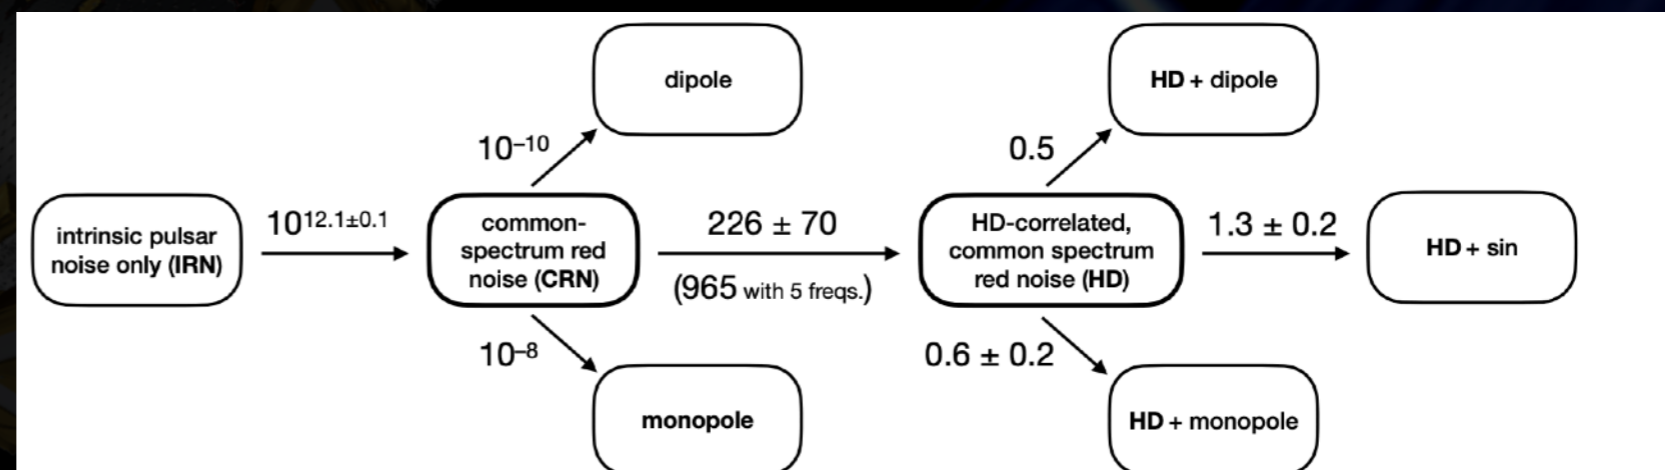 dipole
HD + dipole
10–10
0.5
intrinsic pulsar
noise only (IRN)
1012.1±0.1
common-
spectrum red
noise (CRN)
226 ± 70
(965 with 5 freqs.)
HD-correlated,
common spectrum
red noise (HD)
1.3 ± 0.2
HD + sin
10–8
0.6 ± 0.2
monopole
HD + monopole